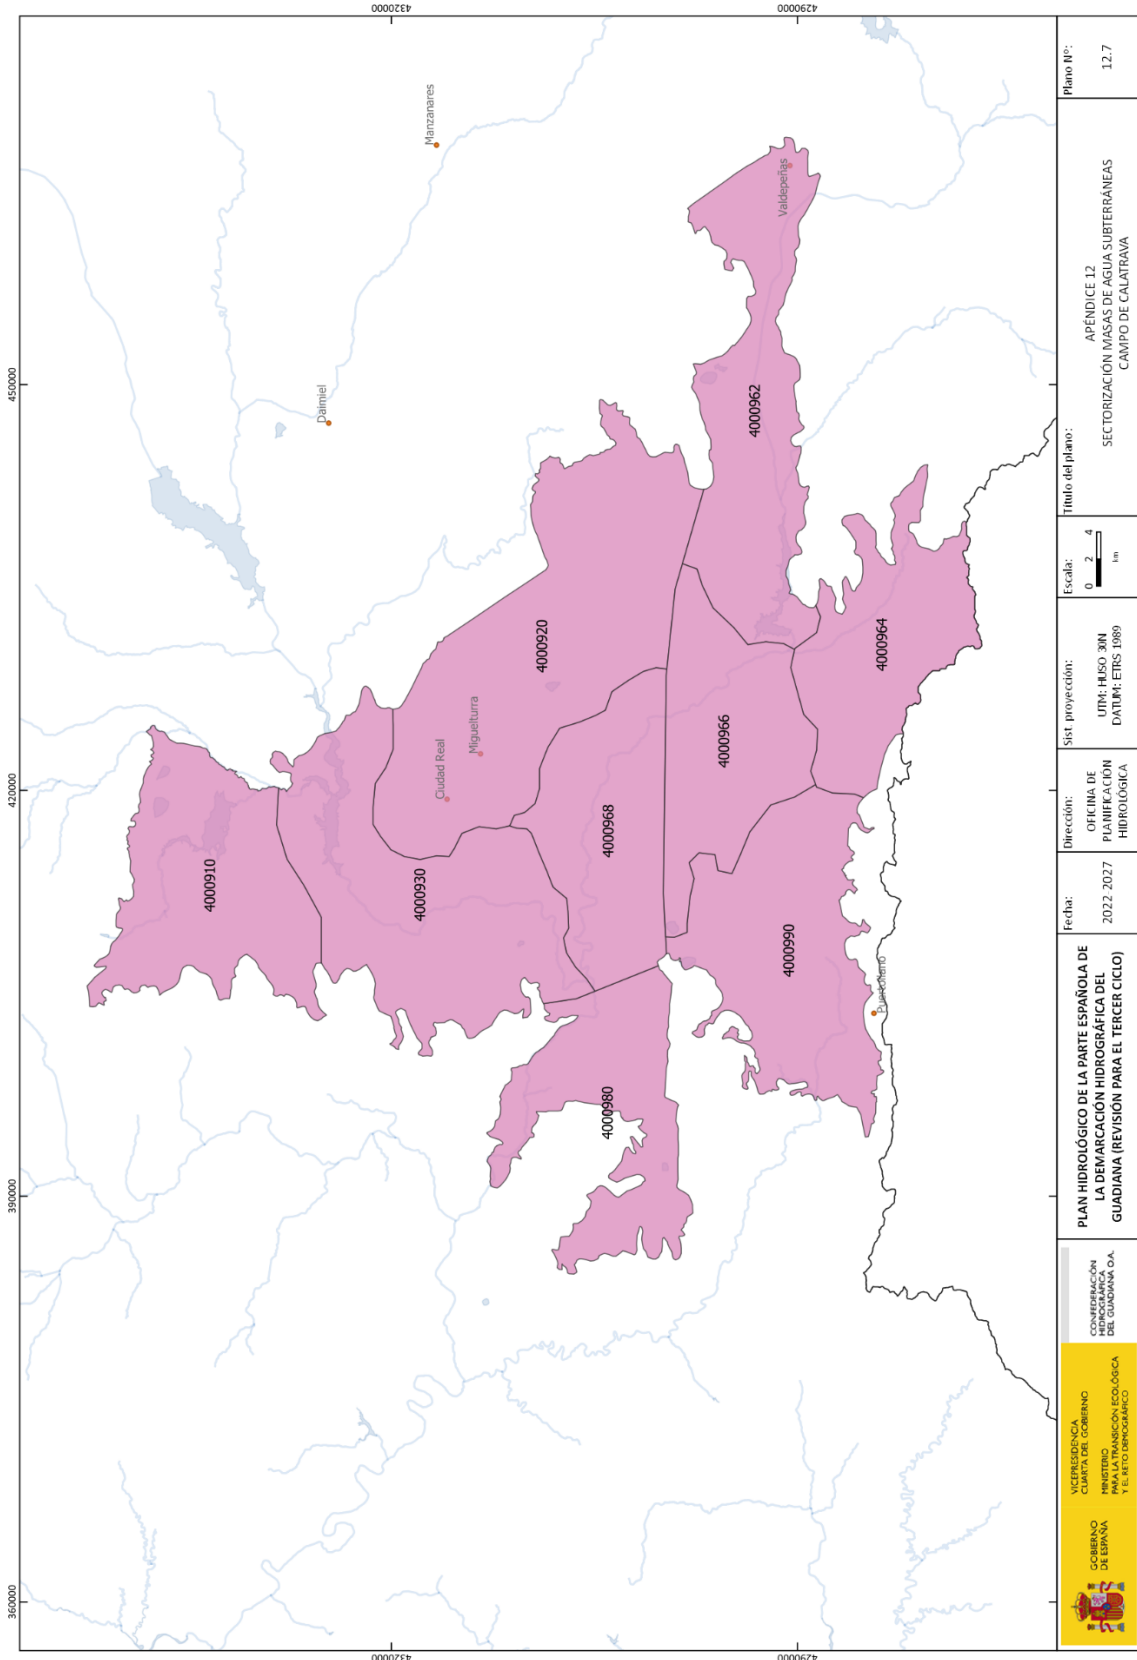 360000
390000
420000
450000
4320000
4290000
4320000
4290000
Manzanares
Daimiel
Valdepeñas
4000910
4000930
Ciudad Real
Miguelturra
4000920
4000968
4000966
4000962
4000964
4000980
4000990
Puertollano
GOBIERNO
DE ESPAÑA
VICEPRESIDENCIA
CUARTA DEL GOBIERNO
MINISTERIO
PARA LA TRANSICIÓN ECOLÓGICA
Y EL RETO DEMOGRÁFICO
CONFEDERACIÓN
HIDROGRÁFICA
DEL GUADIANA O.A.
PLAN HIDROLÓGICO DE LA PARTE ESPAÑOLA DE
LA DEMARCACIÓN HIDROGRÁFICA DEL
GUADIANA (REVISIÓN PARA EL TERCER CICLO)
Fecha:
2022-2027
Dirección:
OFICINA DE
PLANIFICACIÓN
HIDROLÓGICA
Sist. proyección:
UTM: HUSO 30N
DATUM: ETRS 1989
Escala:
0 2 4
km
Título del plano:
APÉNDICE 12
SECTORIZACIÓN MASAS DE AGUA SUBTERRÁNEAS
CAMPO DE CALATRAVA
Plano Nº:
12.7